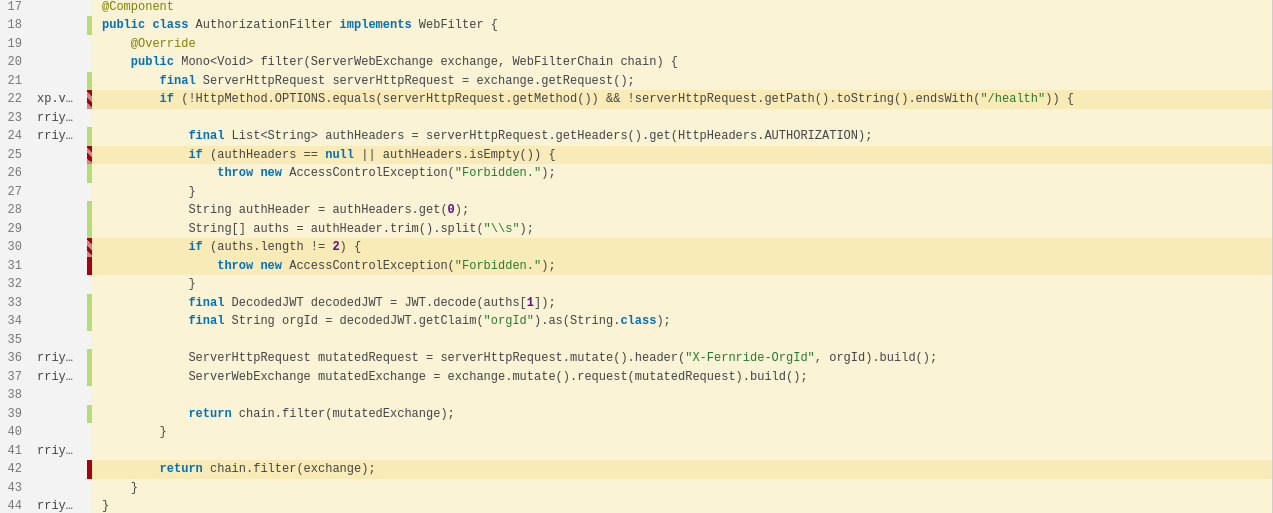 17 @Component
18 public class AuthorizationFilter implements WebFilter {
19 @Override
20 public Mono<Void> filter(ServerWebExchange exchange, WebFilterChain chain) {
21 final ServerHttpRequest serverHttpRequest = exchange.getRequest();
22 xp.v… if (!HttpMethod.OPTIONS.equals(serverHttpRequest.getMethod()) && !serverHttpRequest.getPath().toString().endsWith("/health")) {
23 rriy…
24 rriy… final List<String> authHeaders = serverHttpRequest.getHeaders().get(HttpHeaders.AUTHORIZATION);
25 if (authHeaders == null || authHeaders.isEmpty()) {
26 throw new AccessControlException("Forbidden.");
27 }
28 String authHeader = authHeaders.get(0);
29 String[] auths = authHeader.trim().split("\\s");
30 if (auths.length != 2) {
31 throw new AccessControlException("Forbidden.");
32 }
33 final DecodedJWT decodedJWT = JWT.decode(auths[1]);
34 final String orgId = decodedJWT.getClaim("orgId").as(String.class);
35
36 rriy… ServerHttpRequest mutatedRequest = serverHttpRequest.mutate().header("X-Fernride-OrgId", orgId).build();
37 rriy… ServerWebExchange mutatedExchange = exchange.mutate().request(mutatedRequest).build();
38
39 return chain.filter(mutatedExchange);
40 }
41 rriy…
42 return chain.filter(exchange);
43 }
44 rriy… }